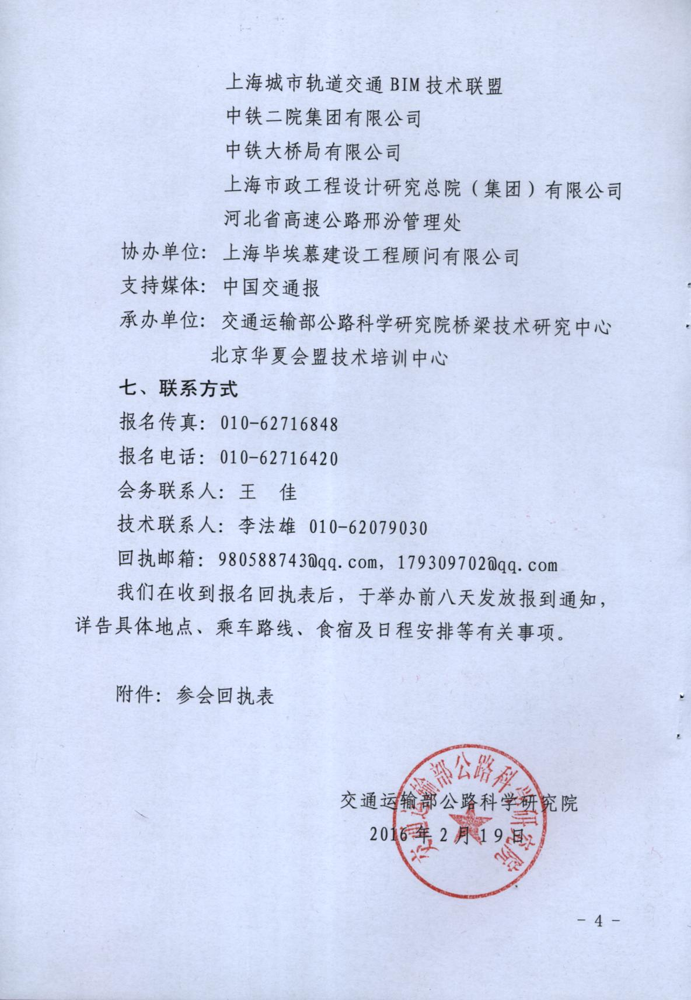 上海城市轨道交通BIM技术联盟
中铁二院集团有限公司
中铁大桥局有限公司
上海市政工程设计研究总院（集团）有限公司
河北省高速公路邢汾管理处
协办单位：上海毕埃慕建设工程顾问有限公司
支持媒体：中国交通报
承办单位：交通运输部公路科学研究院桥梁技术研究中心
北京华夏会盟技术培训中心
七、联系方式
报名传真：010-62716848
报名电话：010-62716420
会务联系人：王　佳
技术联系人：李法雄 010-62079030
回执邮箱：980588743@qq.com，179309702@qq.com
我们在收到报名回执表后，于举办前八天发放报到通知，
详告具体地点、乘车路线、食宿及日程安排等有关事项。
附件：参会回执表
交通运输部公路科学研究院
交通运输部公路科学研究院
2016年2月19日
- 4 -